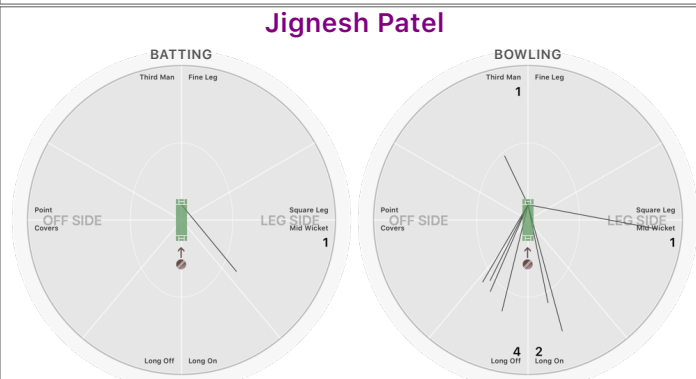 Jignesh Patel
BATTING
Third Man Fine Leg
Point
OFF SIDE
Covers
Square Leg
LEG SIDE
Mid Wicket
1
Long Off Long On
BOWLING
Third Man Fine Leg
1
Point
OFF SIDE
Covers
Square Leg
LEG SIDE
Mid Wicket
1
4 2
Long Off Long On